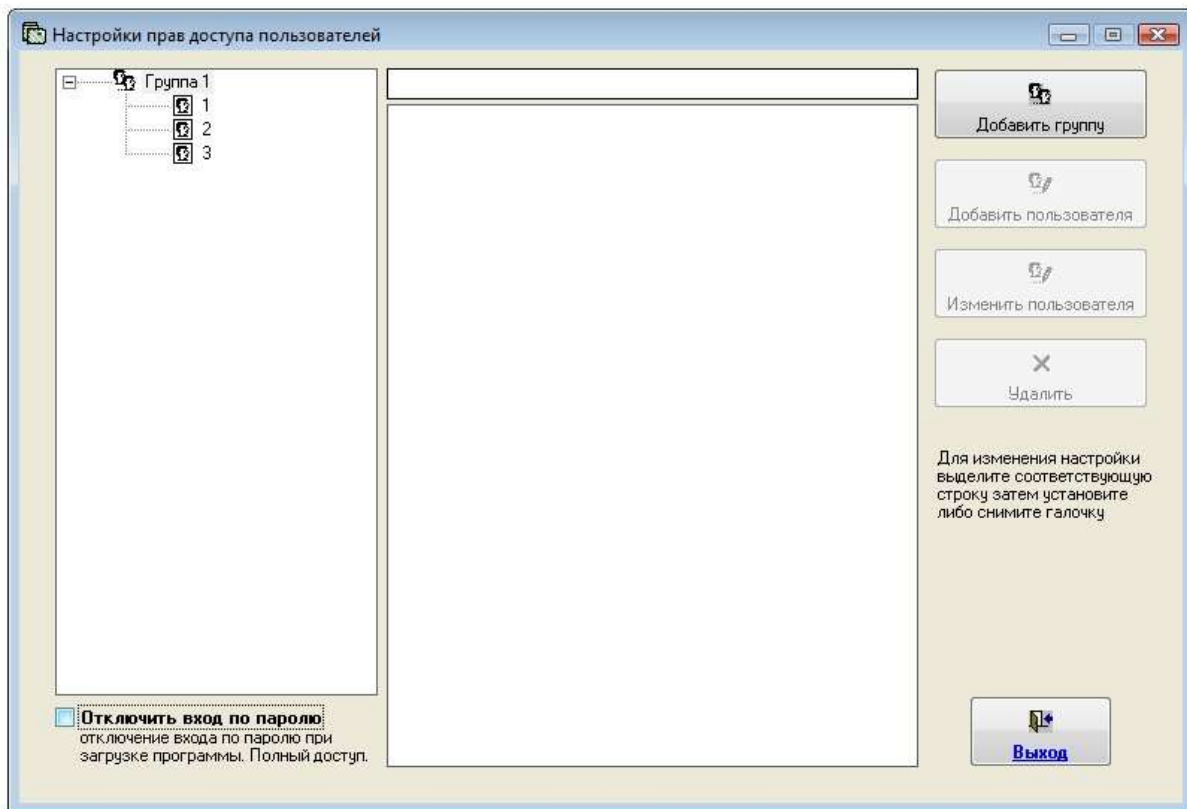 Настройки прав доступа пользователей
Группа 1
1
2
3
Добавить группу
Добавить пользователя
Изменить пользователя
Удалить
Для изменения настройки
выделите соответствующую
строку затем установите
либо снимите галочку
Отключить вход по паролю
отключение входа по паролю при
загрузке программы. Полный доступ.
Выход